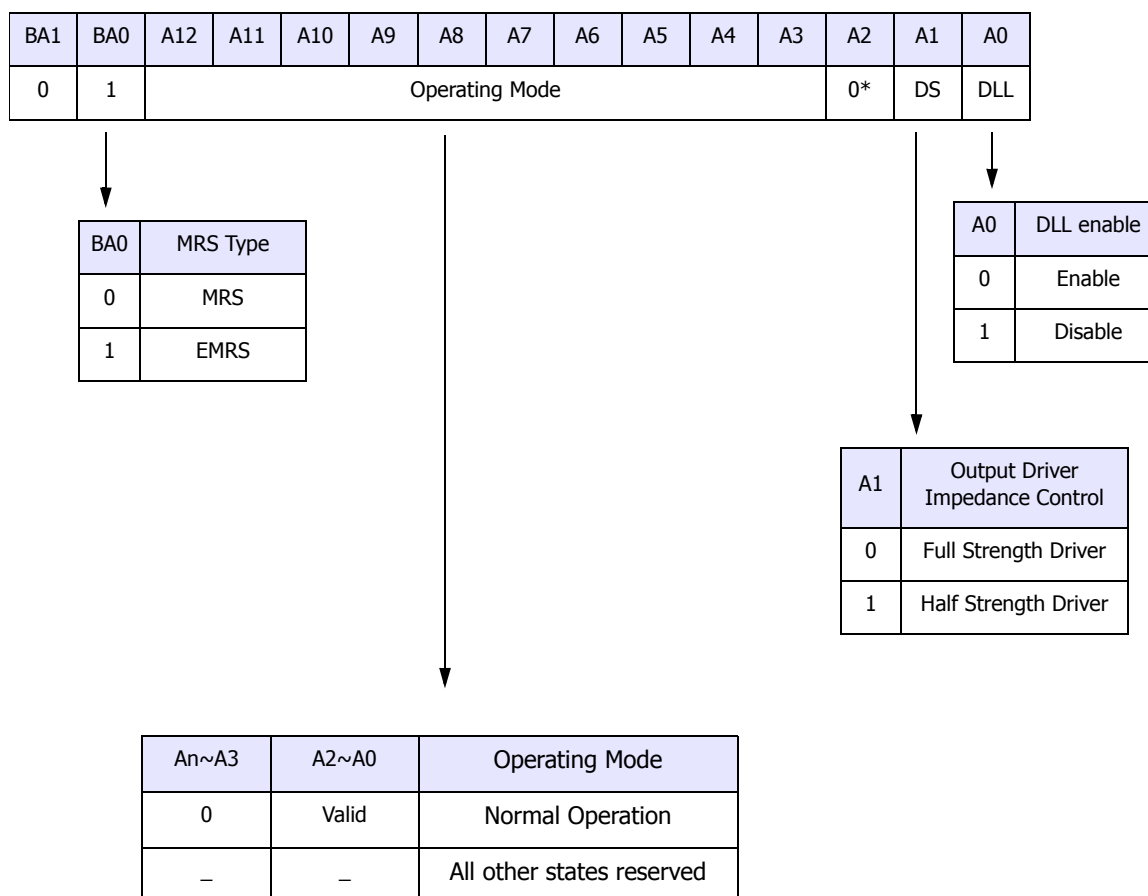 BA1 BA0 A12 A11 A10 A9 A8 A7 A6 A5 A4 A3 A2 A1 A0
0 1 Operating Mode 0* DS DLL
BA0 MRS Type
0 MRS
1 EMRS
A0 DLL enable
0 Enable
1 Disable
A1 Output Driver
Impedance Control
0 Full Strength Driver
1 Half Strength Driver
An~A3 A2~A0 Operating Mode
0 Valid Normal Operation
_ _ All other states reserved